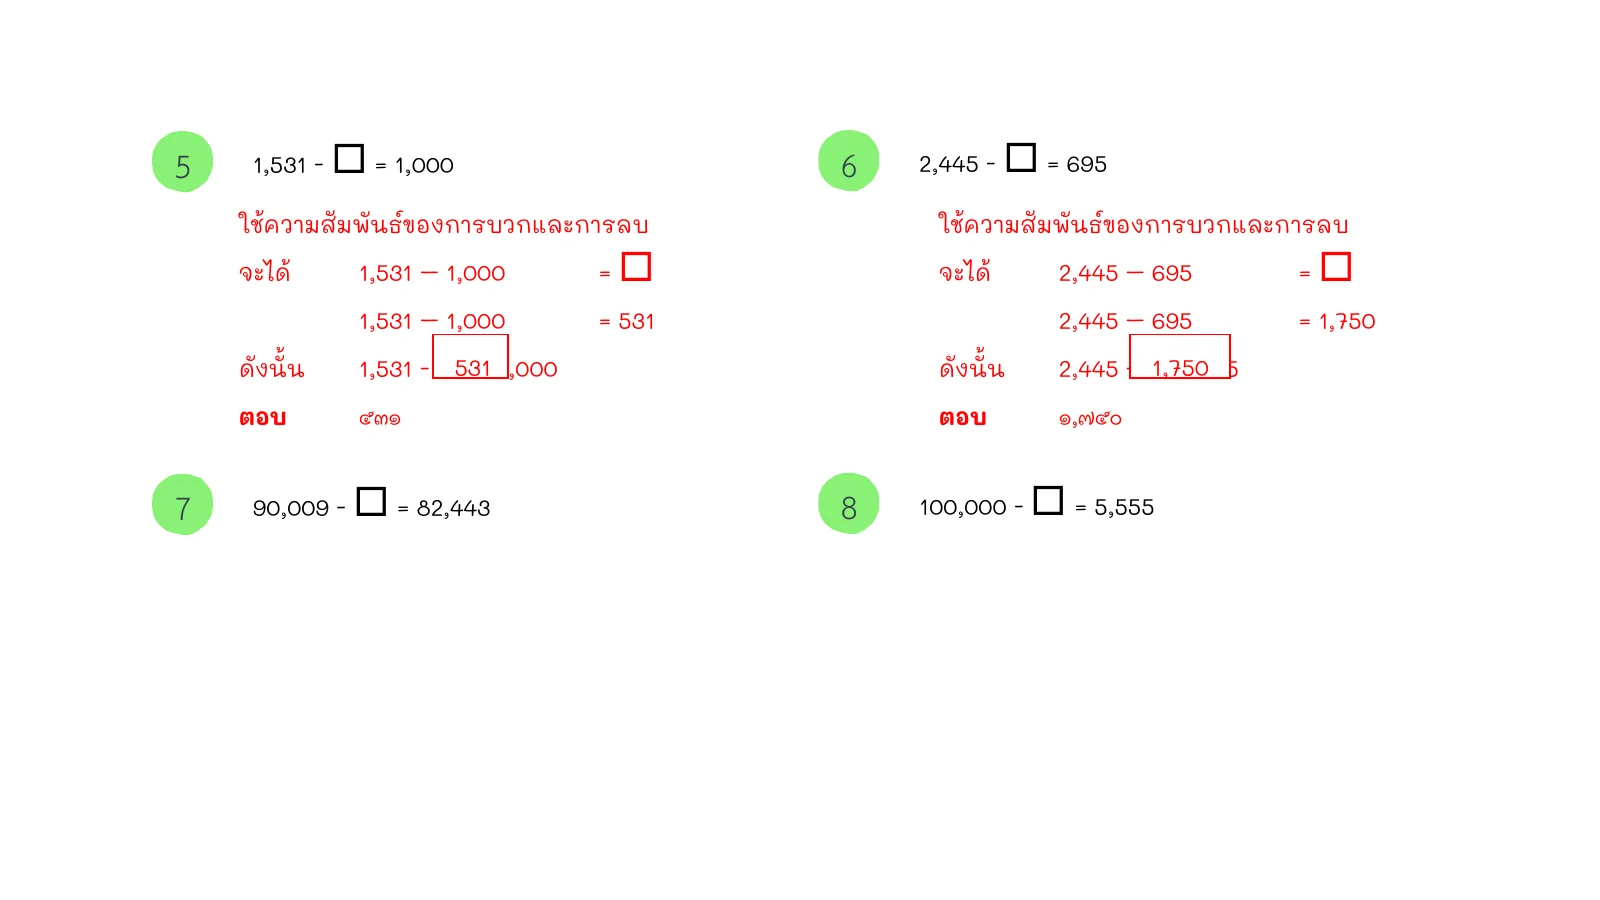 5 1,531 - □ = 1,000
ใช้ความสัมพันธ์ของการบวกและการลบ
จะได้ 1,531 – 1,000 = □
1,531 – 1,000 = 531
ดังนั้น 1,531 - 531 ,000
ตอบ ๕๓๑
6 2,445 - □ = 695
ใช้ความสัมพันธ์ของการบวกและการลบ
จะได้ 2,445 – 695 = □
2,445 – 695 = 1,750
ดังนั้น 2,445 - 1,750 5
ตอบ ๑,๗๕๐
7 90,009 - □ = 82,443
8 100,000 - □ = 5,555